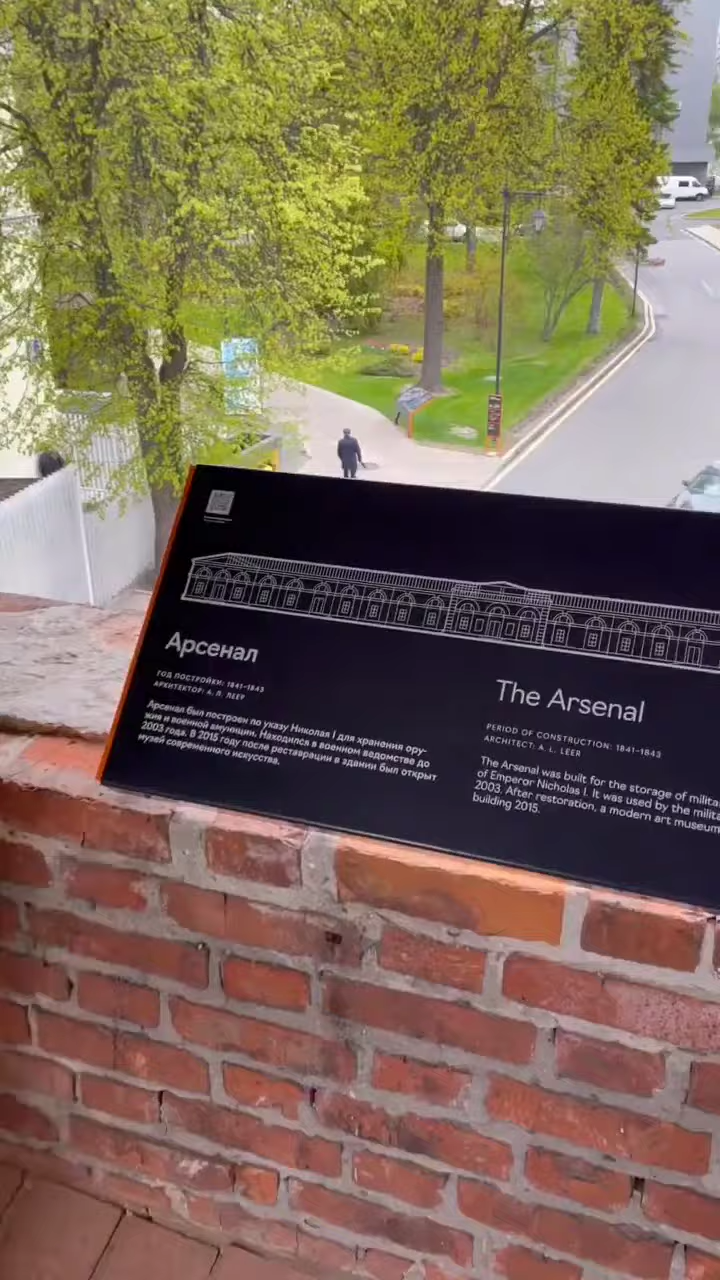 Арсенал
ГОД ПОСТРОЙКИ: 1841-1843
АРХИТЕКТОР: А. Л. ЛЕЕР
Арсенал был построен по указу Николая I для хранения ору-
жия и военной амуниции. Находился в военном ведомстве до
2003 года. В 2015 году после реставрации в здании был открыт
музей современного искусства.
The Arsenal
PERIOD OF CONSTRUCTION: 1841-1843
ARCHITECT: A. L. LEER
The Arsenal was built for the storage of milita
of Emperor Nicholas I. It was used by the milita
2003. After restoration, a modern art museum
building 2015.